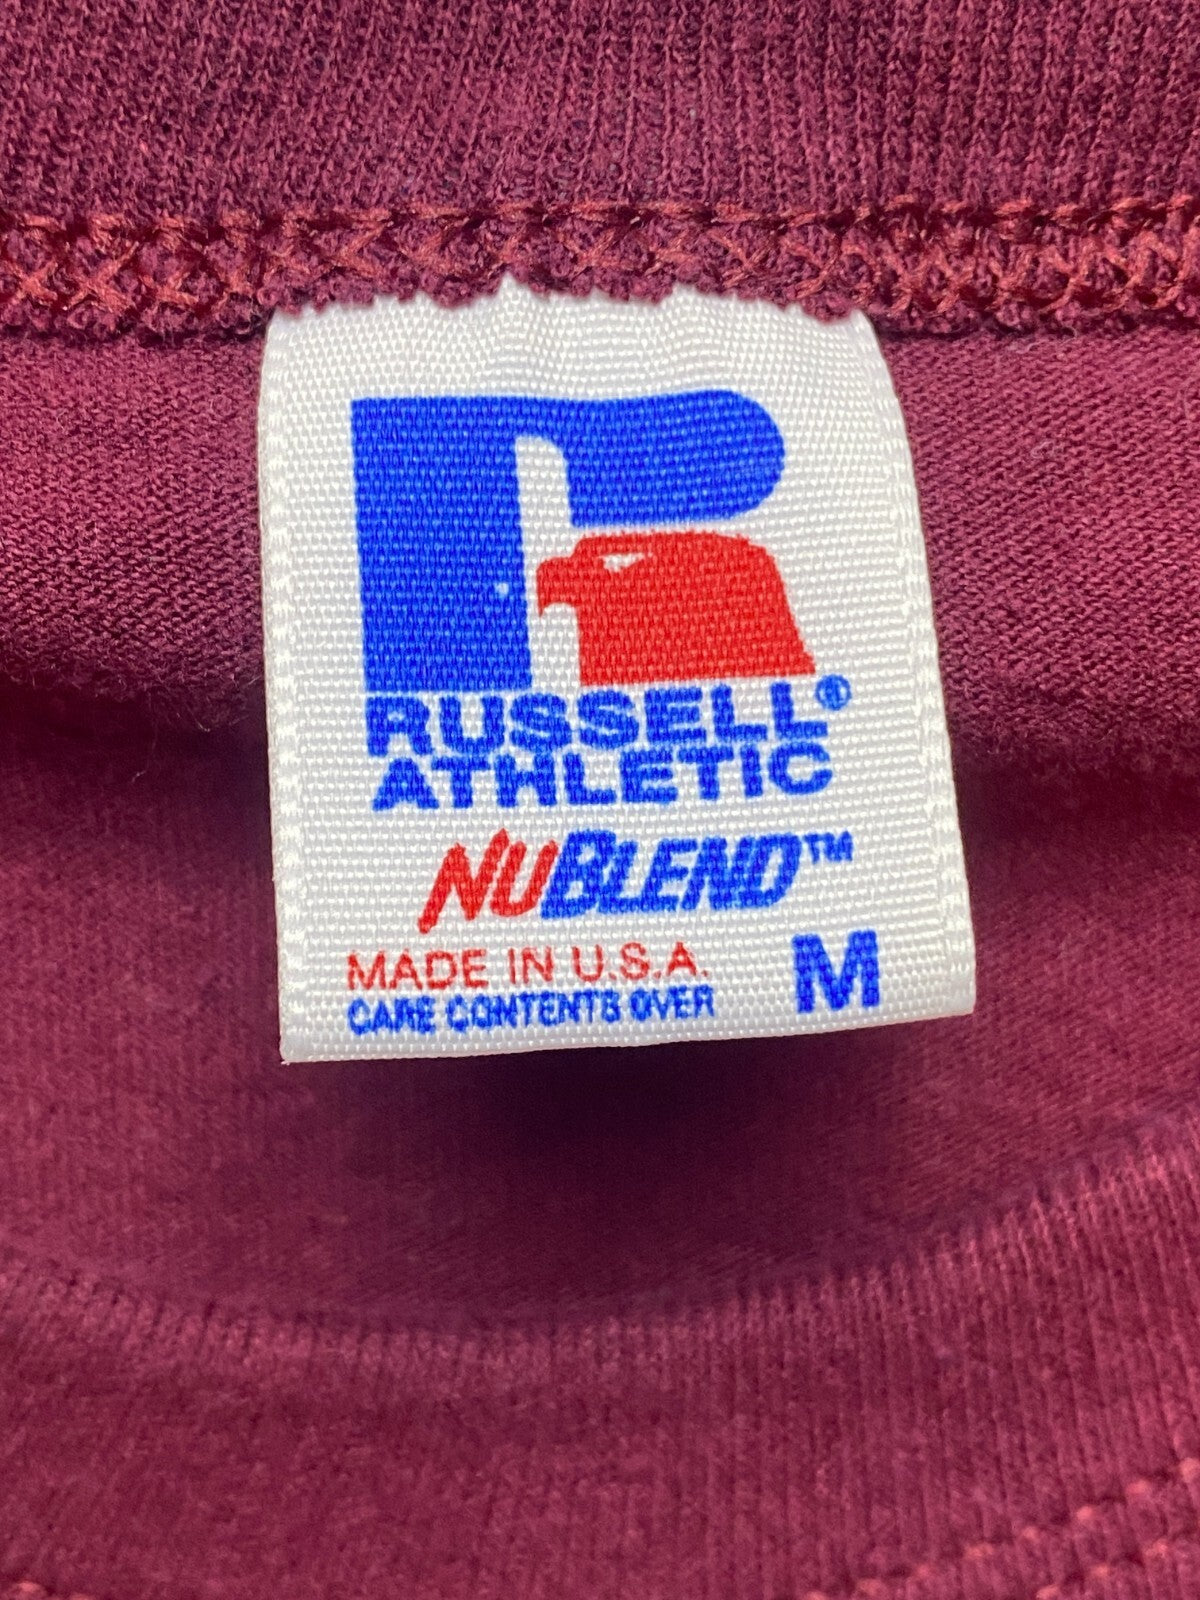 RUSSELL®
ATHLETIC
NUBLEND™
MADE IN U.S.A.
CARE CONTENTS OVER
M